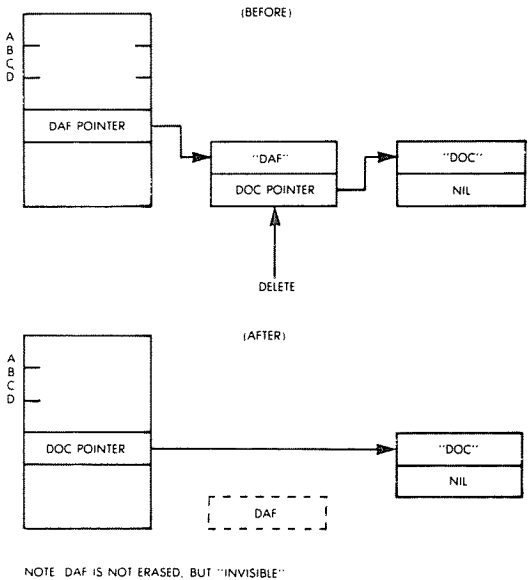 (BEFORE)
A
B
C
D
DAF POINTER
"DAF"
DOC POINTER
"DOC"
NIL
DELETE
(AFTER)
A
B
C
D
DOC POINTER
"DOC"
NIL
DAF
NOTE DAF IS NOT ERASED, BUT "INVISIBLE"